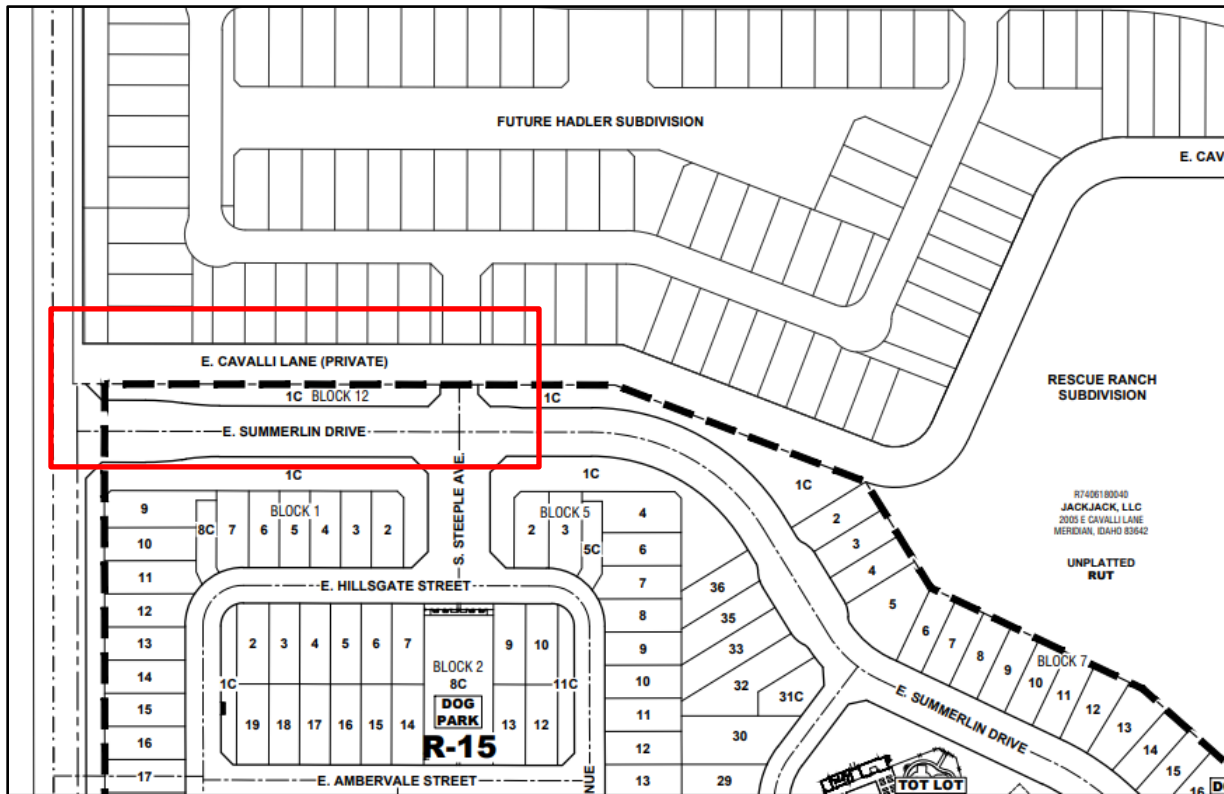 FUTURE HADLER SUBDIVISION
E. CAV
E. CAVALLI LANE (PRIVATE)
RESCUE RANCH
SUBDIVISION
1C BLOCK 12
1C
E. SUMMERLIN DRIVE
S. STEEPLE AVE.
1C
1C
1C
R7406180040
JACKJACK, LLC
2005 E CAVALLI LANE
MERIDIAN, IDAHO 83642
UNPLATTED
RUT
9
10
11
12
13
14
15
16
17
BLOCK 1
8C
7
6
5
4
3
2
BLOCK 5
2
3
5C
4
6
7
8
9
10
11
12
13
E. HILLSGATE STREET
2
3
4
5
6
7
BLOCK 2
8C
DOG
PARK
9
10
1C
11C
19
18
17
16
15
14
13
12
R-15
E. AMBERVALE STREET
NUE
36
35
33
32
31C
30
29
2
3
4
5
6
7
8
9
10
BLOCK 7
11
12
13
14
15
16
D
E. SUMMERLIN DRIVE
TOT LOT